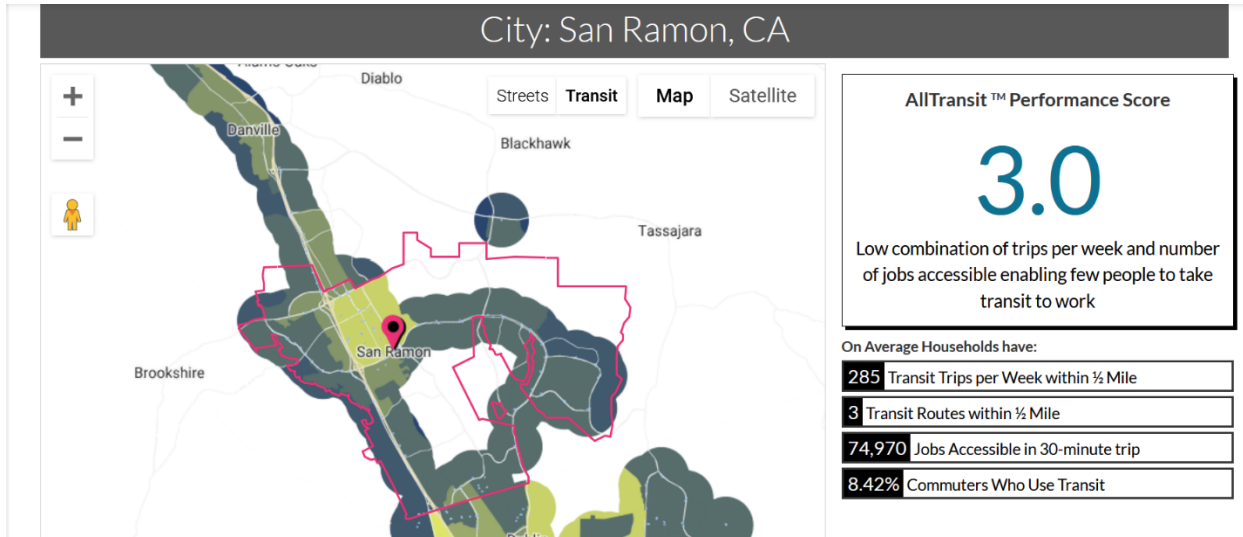 City: San Ramon, CA
Alamo Oaks
Diablo
Streets Transit Map Satellite
+
−
Danville
Blackhawk
Tassajara
San Ramon
Brookshire
Dublin
AllTransit ™ Performance Score
3.0
Low combination of trips per week and number
of jobs accessible enabling few people to take
transit to work
On Average Households have:
285 Transit Trips per Week within ½ Mile
3 Transit Routes within ½ Mile
74,970 Jobs Accessible in 30-minute trip
8.42% Commuters Who Use Transit